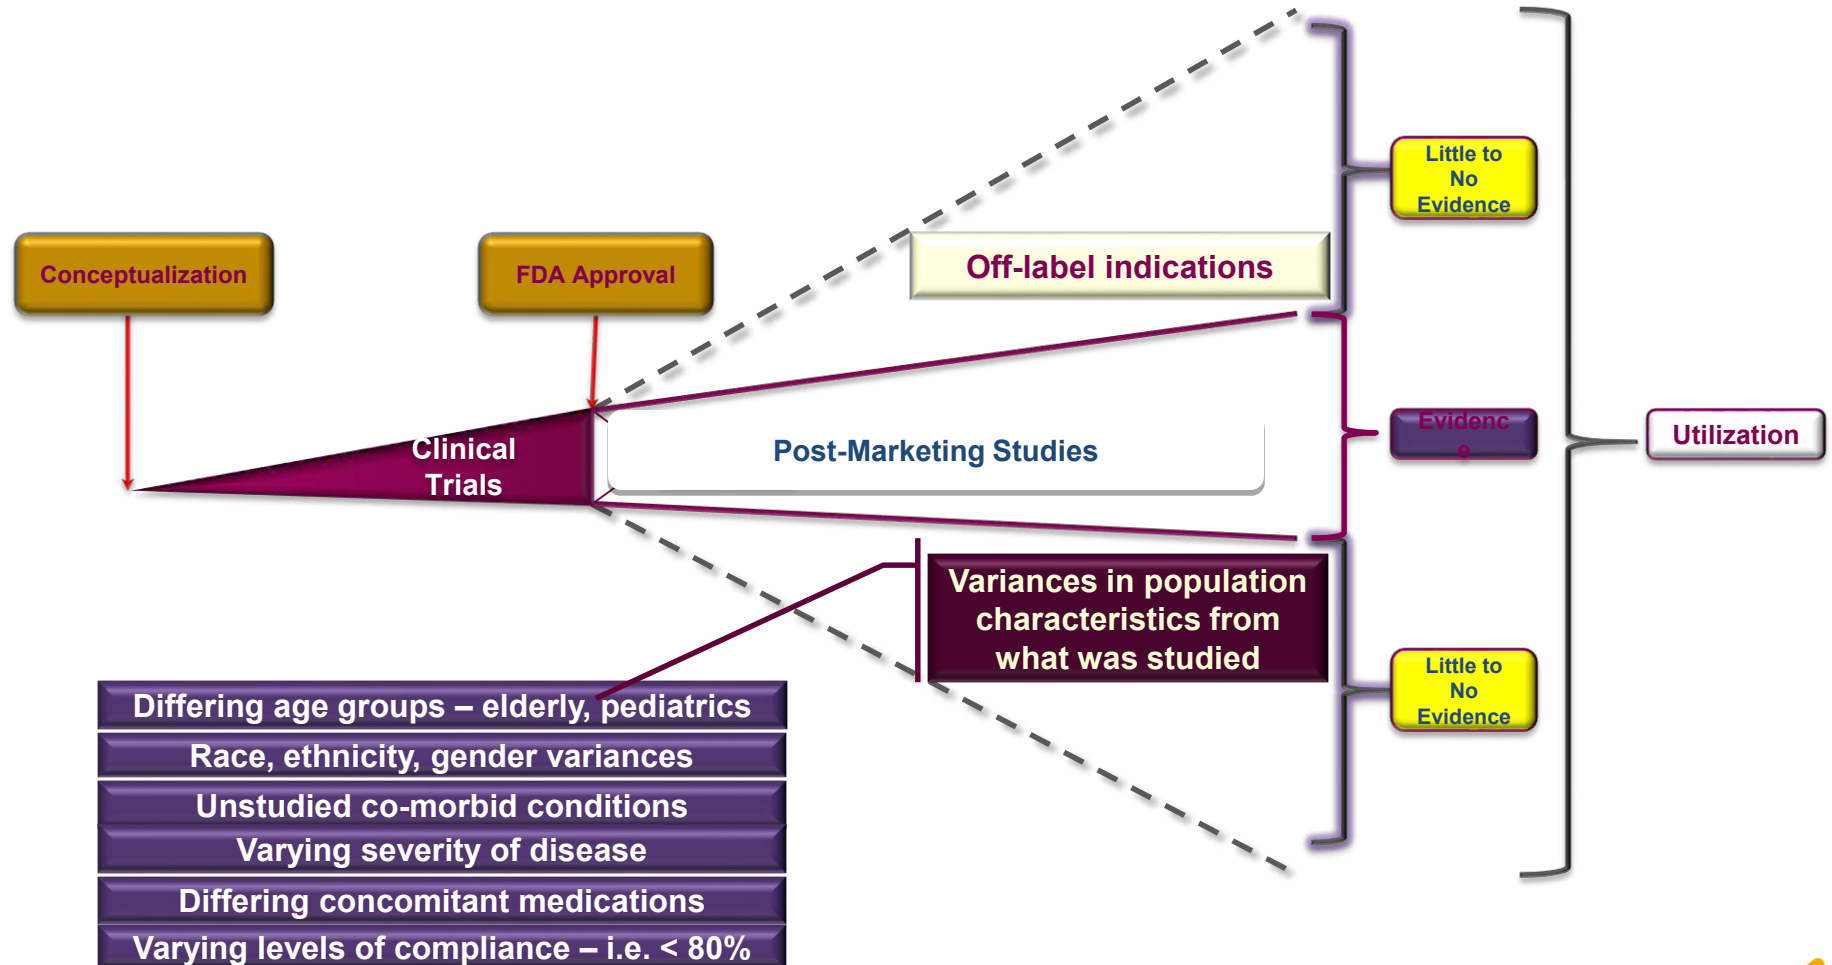 Little to
No
Evidence
Conceptualization
FDA Approval
Off-label indications
Clinical
Trials
Post-Marketing Studies
Evidenc
e
Utilization
Variances in population
characteristics from
what was studied
Little to
No
Evidence
Differing age groups – elderly, pediatrics
Race, ethnicity, gender variances
Unstudied co-morbid conditions
Varying severity of disease
Differing concomitant medications
Varying levels of compliance – i.e. < 80%